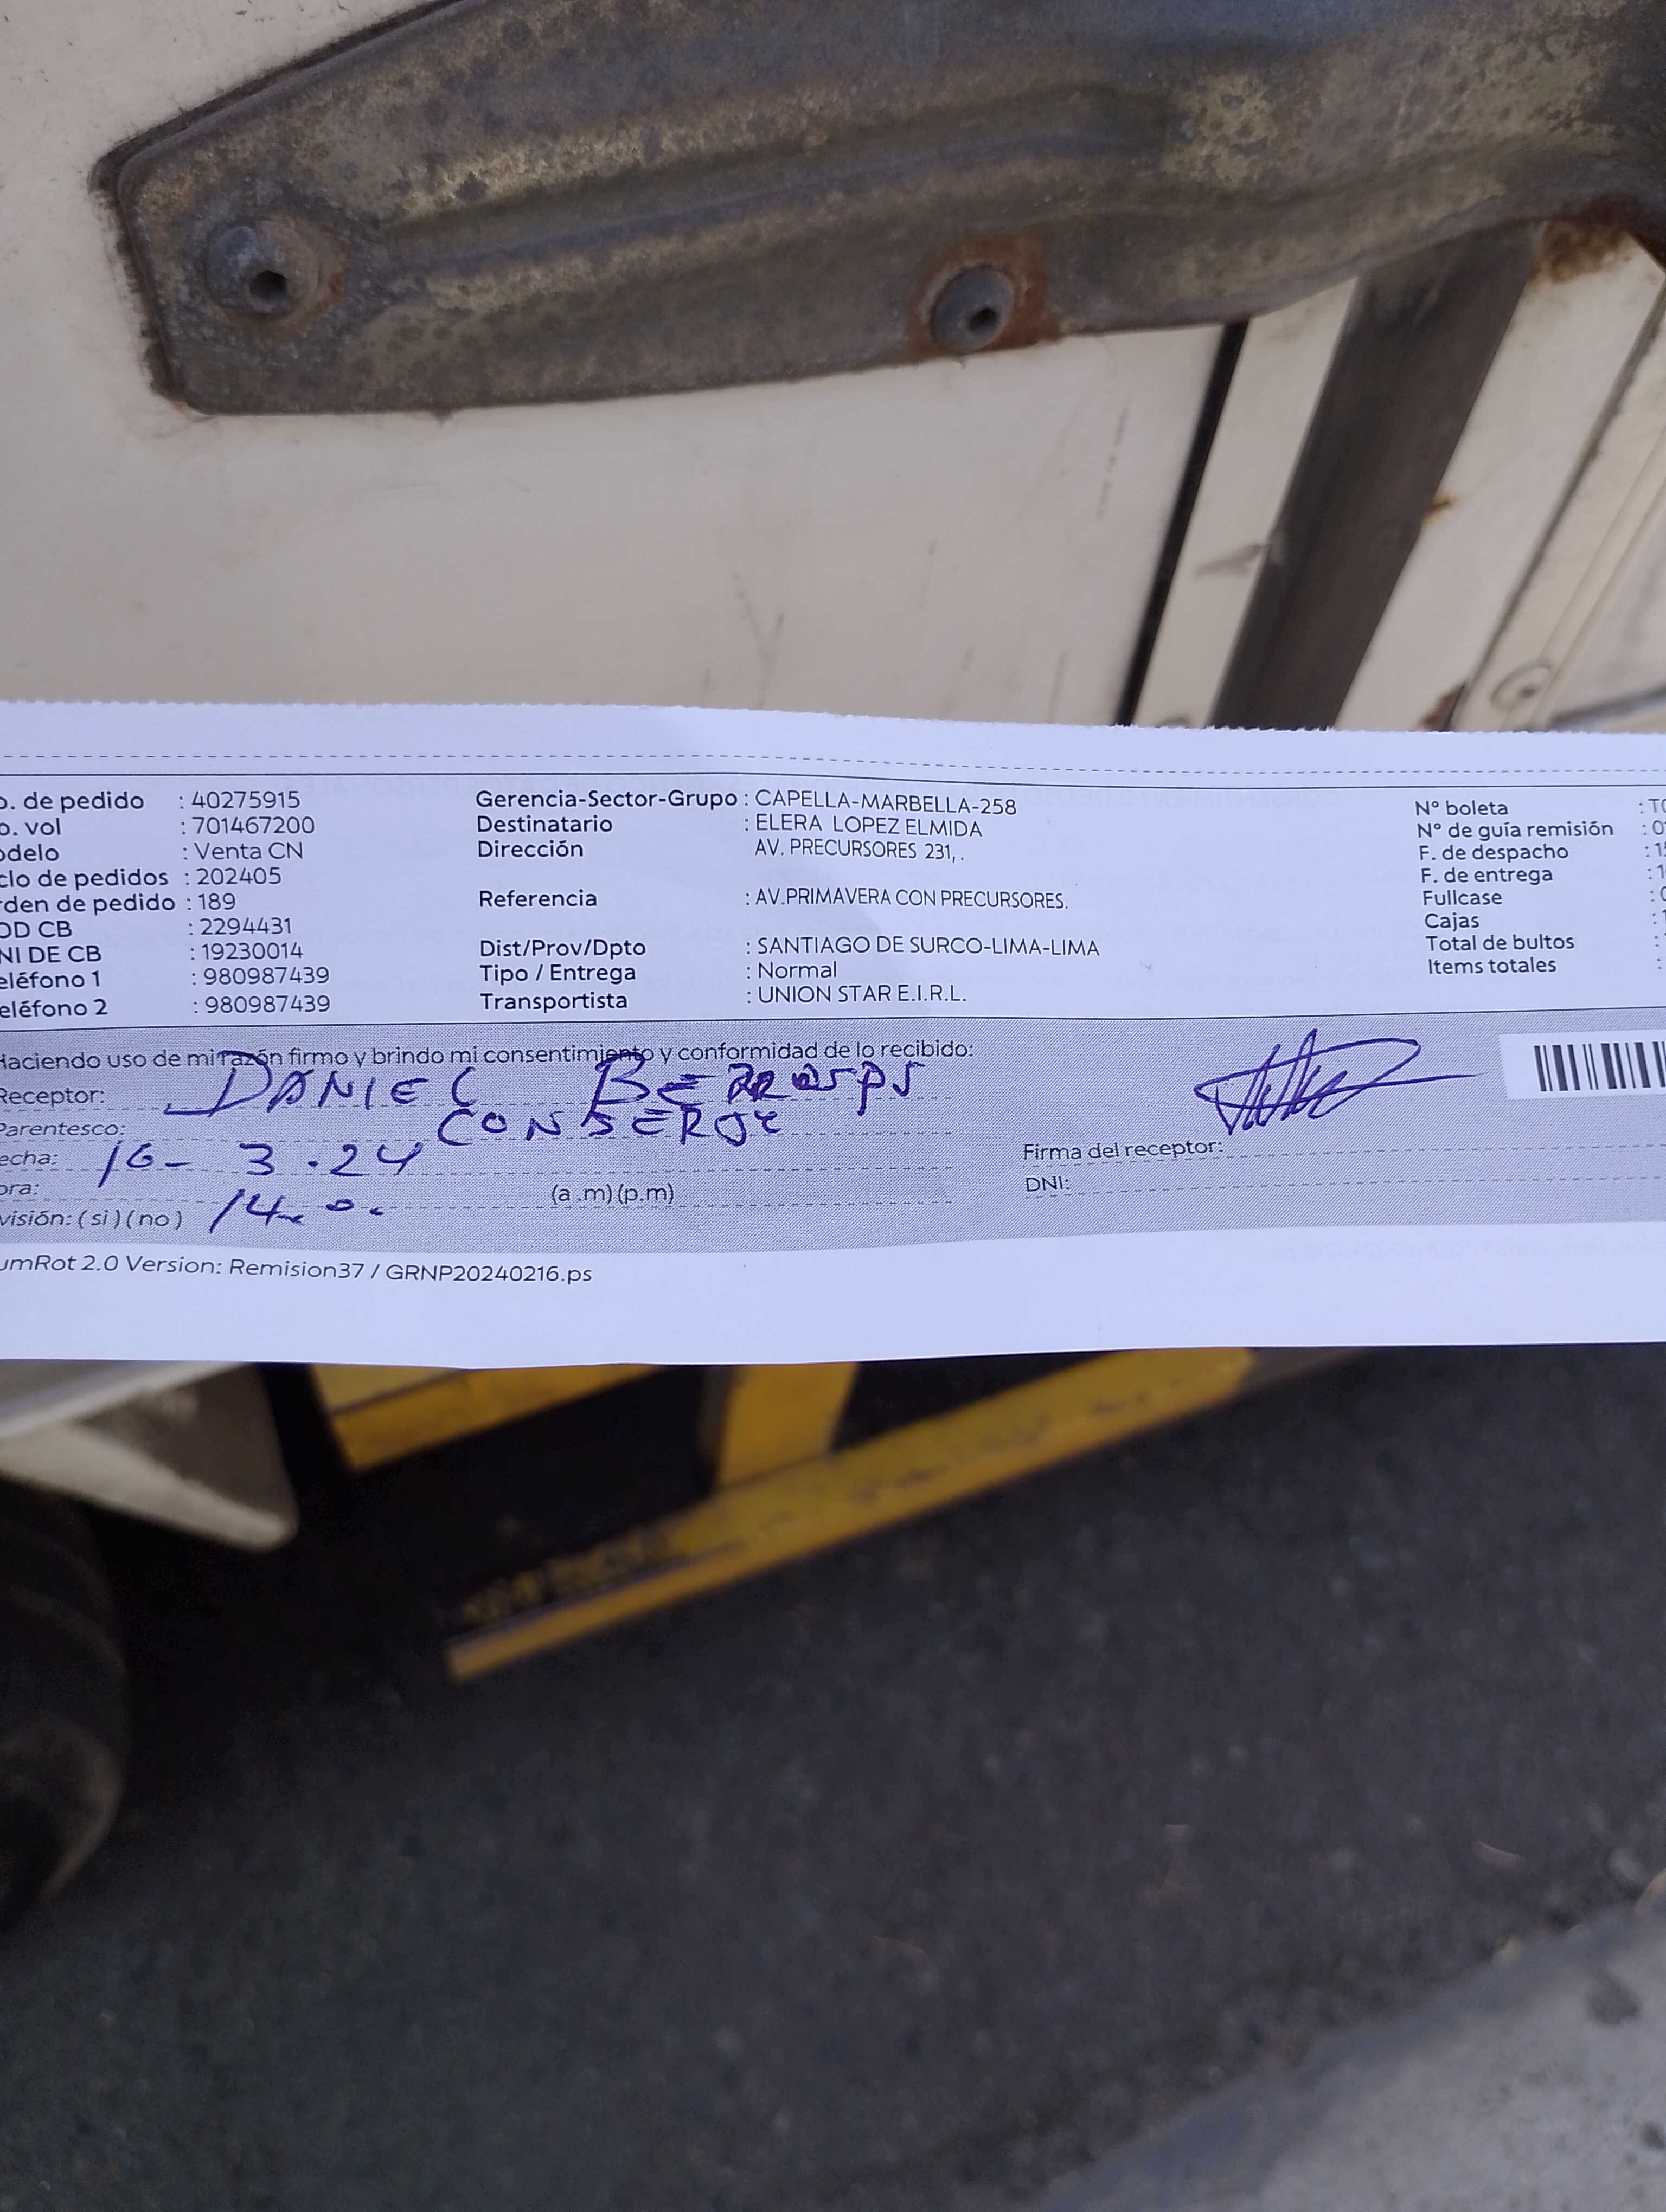 o. de pedido : 40275915
o. vol : 701467200
odelo : Venta CN
clo de pedidos : 202405
rden de pedido : 189
OD CB : 2294431
NI DE CB : 19230014
eléfono 1 : 980987439
eléfono 2 : 980987439
Gerencia-Sector-Grupo : CAPELLA-MARBELLA-258
Destinatario : ELERA LOPEZ ELMIDA
Dirección AV. PRECURSORES 231, .
Referencia : AV.PRIMAVERA CON PRECURSORES.
Dist/Prov/Dpto : SANTIAGO DE SURCO-LIMA-LIMA
Tipo / Entrega : Normal
Transportista : UNION STAR E.I.R.L.
N° boleta : T
N° de guía remisión : 0
F. de despacho : 1
F. de entrega : 1
Fullcase :
Cajas :
Total de bultos :
Items totales :
Haciendo uso de mi razón firmo y brindo mi consentimiento y conformidad de lo recibido:
Receptor: DANIEL
Parentesco: CONSERJE
echa: 16- 3 . 24
ora: 14. (a .m) (p.m)
visión: ( si ) ( no )
Firma del receptor:
DNI:
umRot 2.0 Version: Remision37 / GRNP20240216.ps